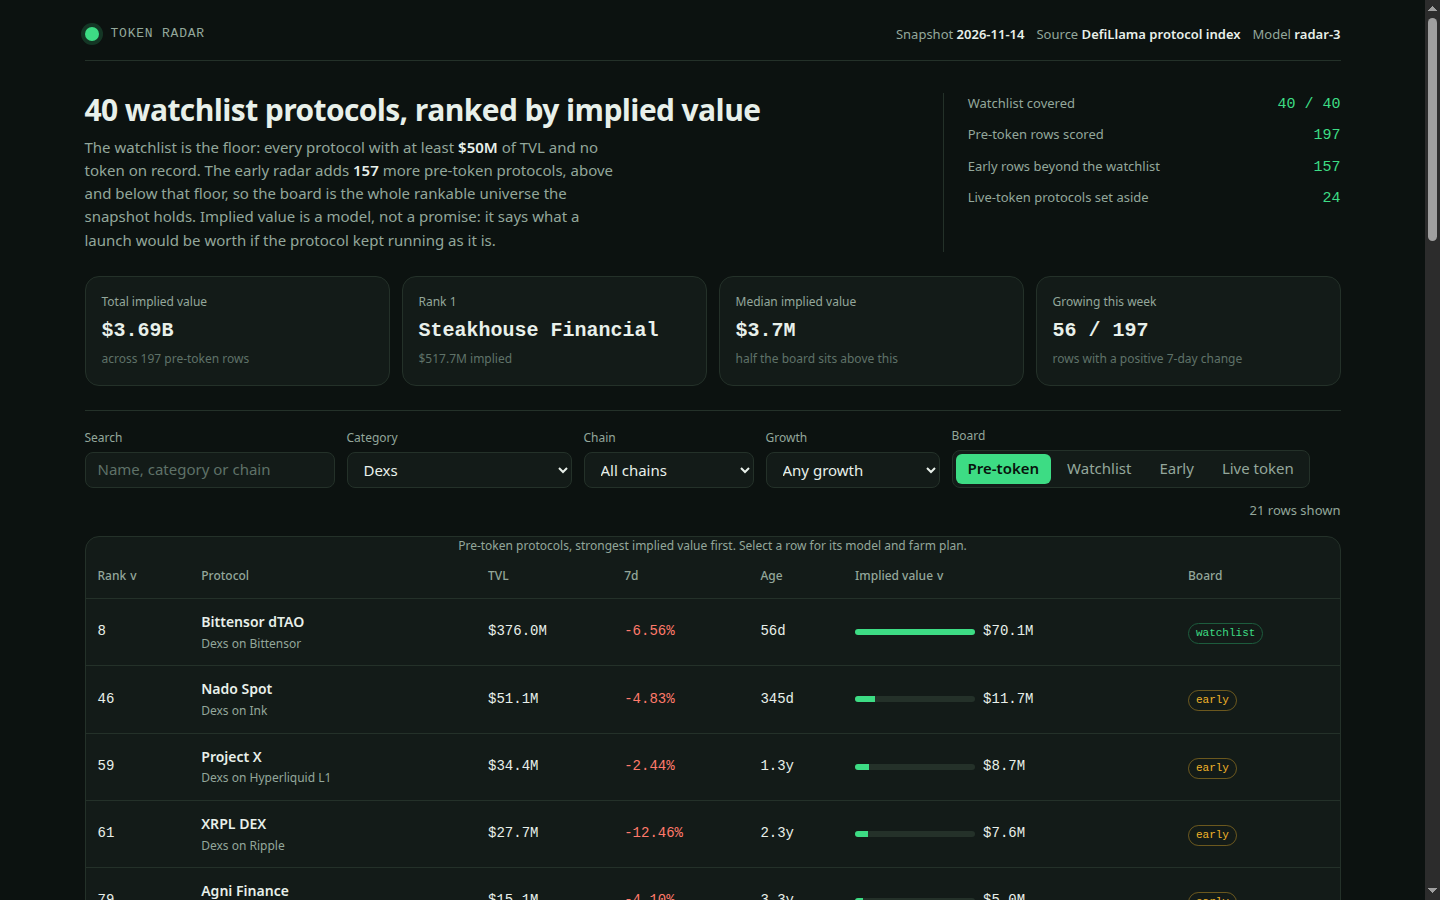 TOKEN RADAR
Snapshot 2026-11-14 Source DefiLlama protocol index Model radar-3
40 watchlist protocols, ranked by implied value
The watchlist is the floor: every protocol with at least $50M of TVL and no
token on record. The early radar adds 157 more pre-token protocols, above
and below that floor, so the board is the whole rankable universe the
snapshot holds. Implied value is a model, not a promise: it says what a
launch would be worth if the protocol kept running as it is.
Watchlist covered 40 / 40
Pre-token rows scored 197
Early rows beyond the watchlist 157
Live-token protocols set aside 24
Total implied value
$3.69B
across 197 pre-token rows
Rank 1
Steakhouse Financial
$517.7M implied
Median implied value
$3.7M
half the board sits above this
Growing this week
56 / 197
rows with a positive 7-day change
Search
Name, category or chain
Category
Dexs
Chain
All chains
Growth
Any growth
Board
Pre-token Watchlist Early Live token
21 rows shown
Pre-token protocols, strongest implied value first. Select a row for its model and farm plan.
Rank v Protocol TVL 7d Age Implied value v Board
8 Bittensor dTAO $376.0M -6.56% 56d $70.1M watchlist
Dexs on Bittensor
46 Nado Spot $51.1M -4.83% 345d $11.7M early
Dexs on Ink
59 Project X $34.4M -2.44% 1.3y $8.7M early
Dexs on Hyperliquid L1
61 XRPL DEX $27.7M -12.46% 2.3y $7.6M early
Dexs on Ripple
79 Agni Finance $15.1M -4.10% 3.3y $5.0M early